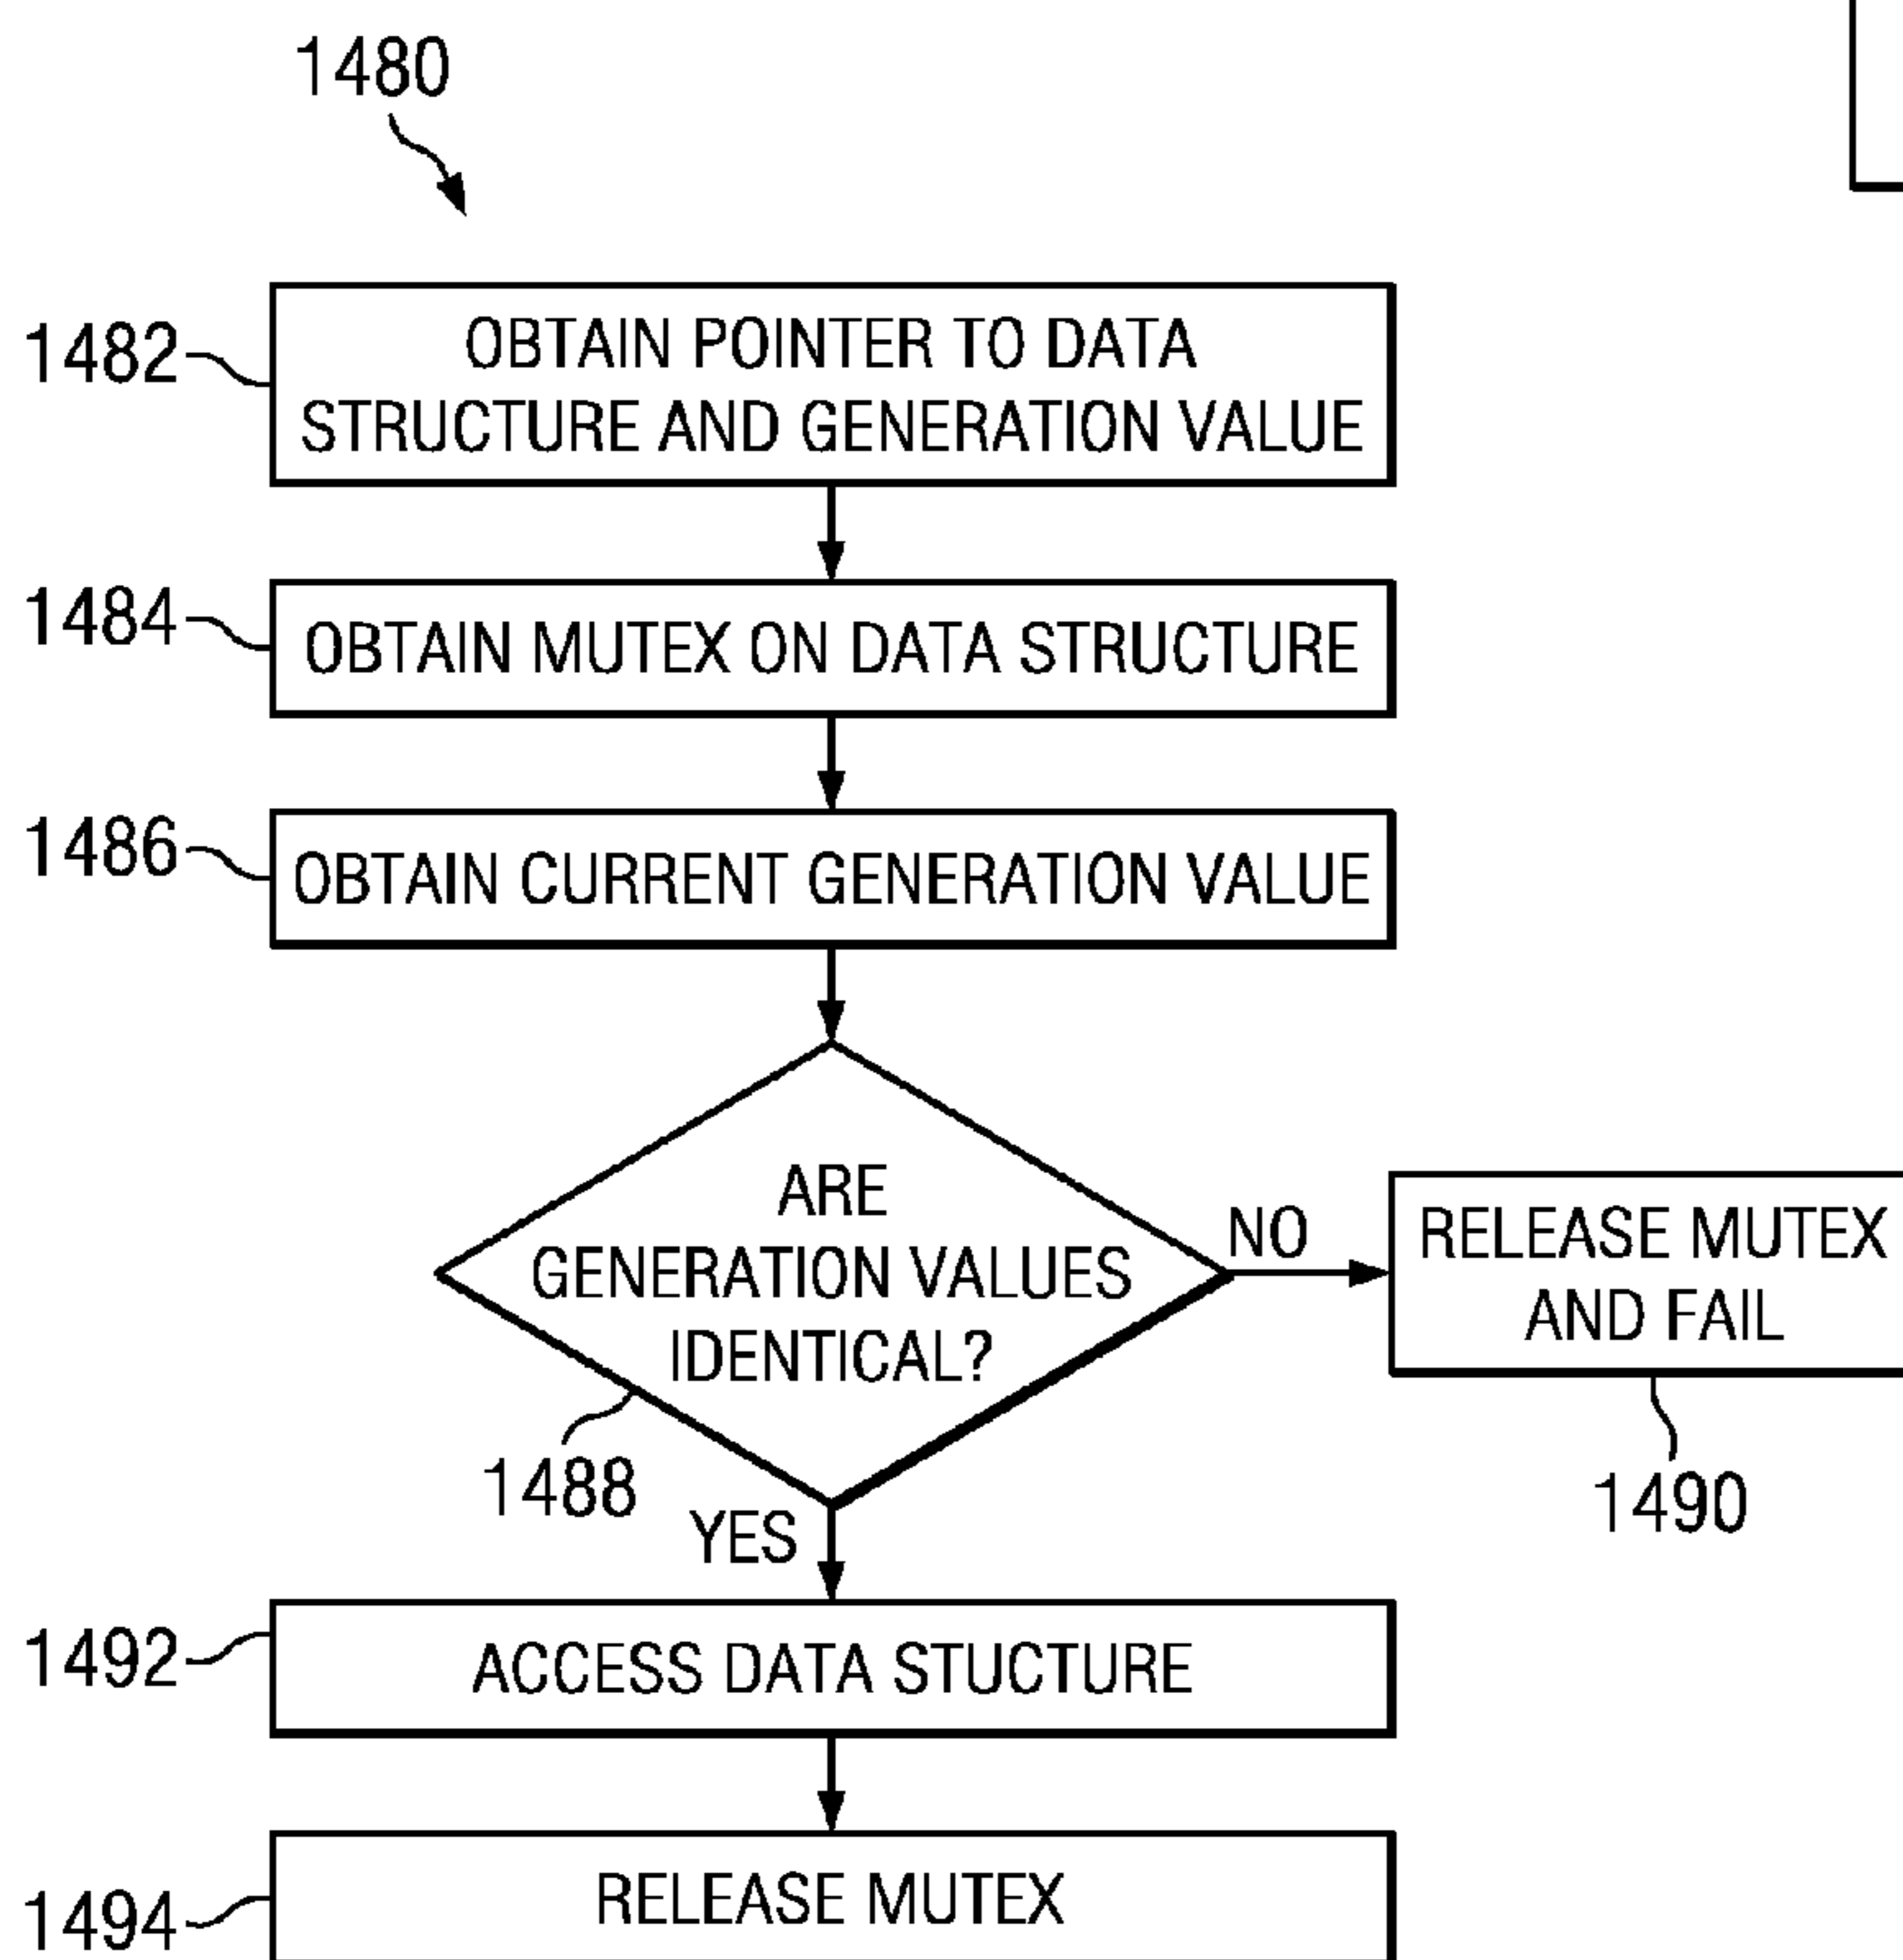 1480
1482
OBTAIN POINTER TO DATA
STRUCTURE AND GENERATION VALUE
1484
OBTAIN MUTEX ON DATA STRUCTURE
1486
OBTAIN CURRENT GENERATION VALUE
ARE
GENERATION VALUES
IDENTICAL?
NO
RELEASE MUTEX
AND FAIL
1488
1490
YES
1492
ACCESS DATA STUCTURE
1494
RELEASE MUTEX